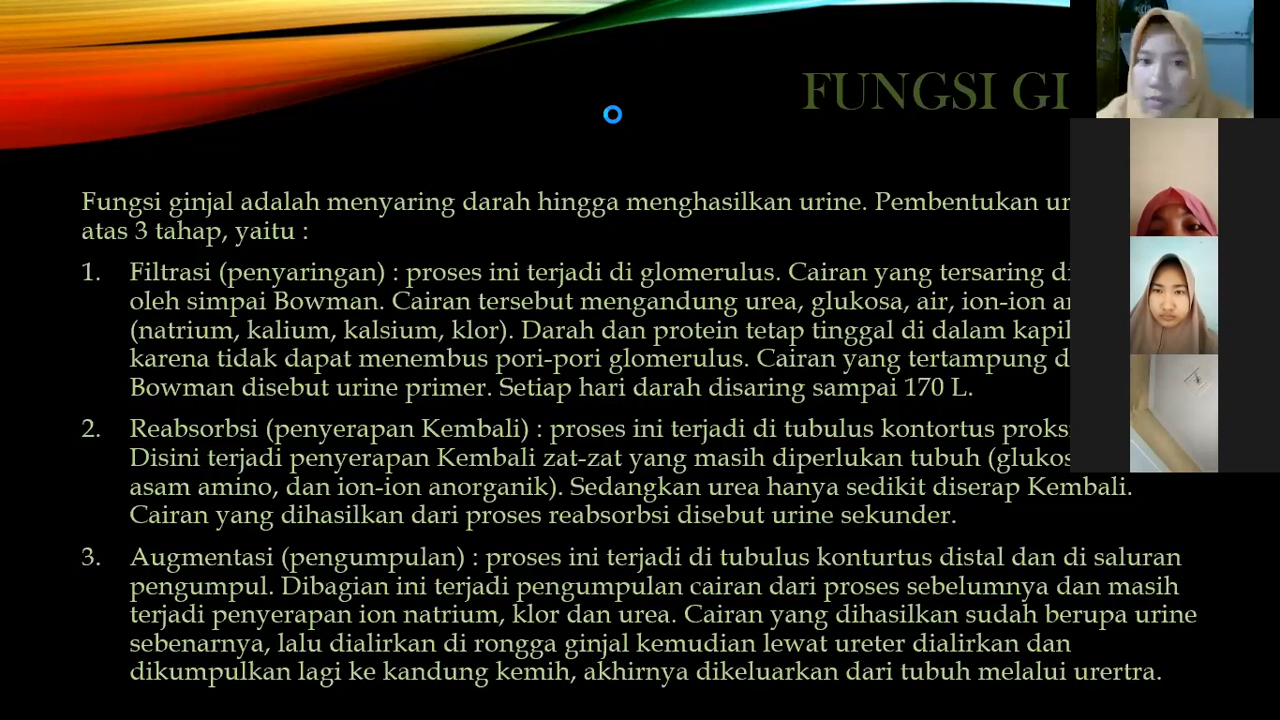 FUNGSI GI
Fungsi ginjal adalah menyaring darah hingga menghasilkan urine. Pembentukan
atas 3 tahap, yaitu :
1. Filtrasi (penyaringan) : proses ini terjadi di glomerulus. Cairan yang tersaring
oleh simpai Bowman. Cairan tersebut mengandung urea, glukosa, air, ion-ion
(natrium, kalium, kalsium, klor). Darah dan protein tetap tinggal di dalam
karena tidak dapat menembus pori-pori glomerulus. Cairan yang tertampung
Bowman disebut urine primer. Setiap hari darah disaring sampai 170 L.
2. Reabsorbsi (penyerapan Kembali) : proses ini terjadi di tubulus kontortus
Disini terjadi penyerapan Kembali zat-zat yang masih diperlukan tubuh
asam amino, dan ion-ion anorganik). Sedangkan urea hanya sedikit diserap Kembali.
Cairan yang dihasilkan dari proses reabsorbsi disebut urine sekunder.
3. Augmentasi (pengumpulan) : proses ini terjadi di tubulus konturtus distal dan di saluran
pengumpul. Dibagian ini terjadi pengumpulan cairan dari proses sebelumnya dan masih
terjadi penyerapan ion natrium, klor dan urea. Cairan yang dihasilkan sudah berupa urine
sebenarnya, lalu dialirkan di rongga ginjal kemudian lewat ureter dialirkan dan
dikumpulkan lagi ke kandung kemih, akhirnya dikeluarkan dari tubuh melalui urertra.